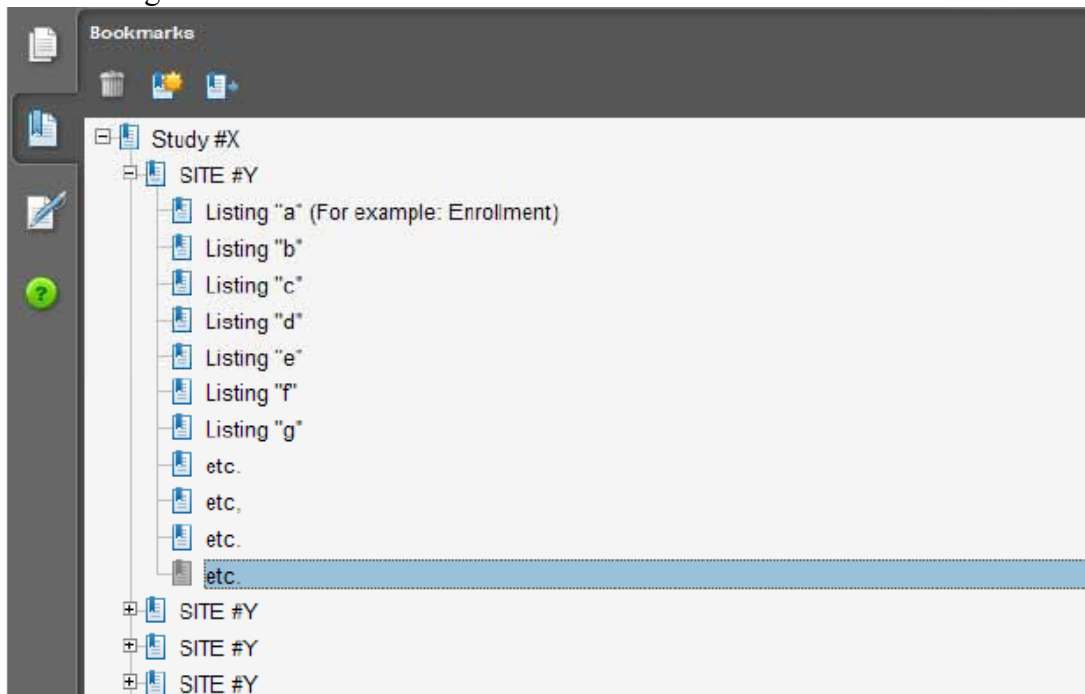 Bookmarks
Study #X
SITE #Y
Listing "a" (For example: Enrollment)
Listing "b"
Listing "c"
Listing "d"
Listing "e"
Listing "f"
Listing "g"
etc.
etc,
etc.
etc.
SITE #Y
SITE #Y
SITE #Y